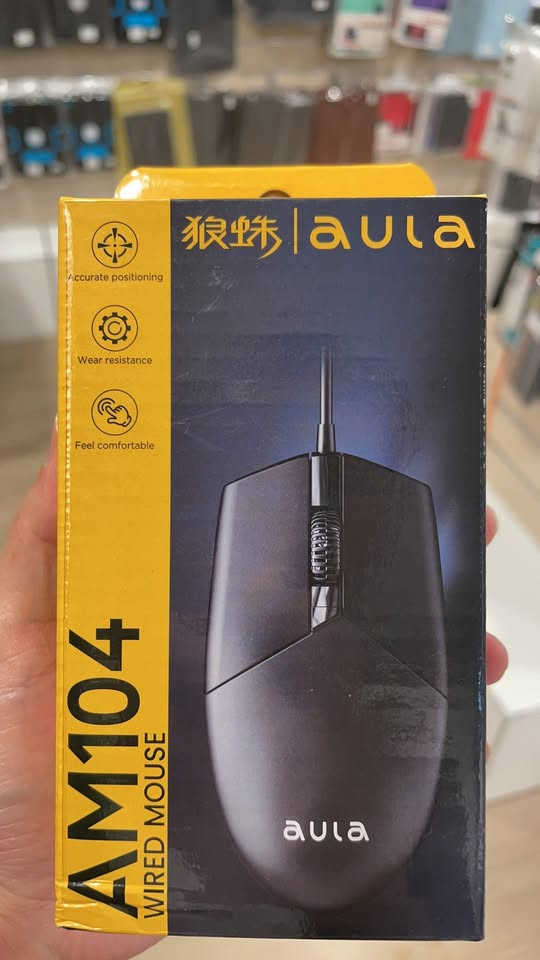 狼蛛 | aula
Accurate positioning
Wear resistance
Feel comfortable
AM104
WIRED MOUSE
aula